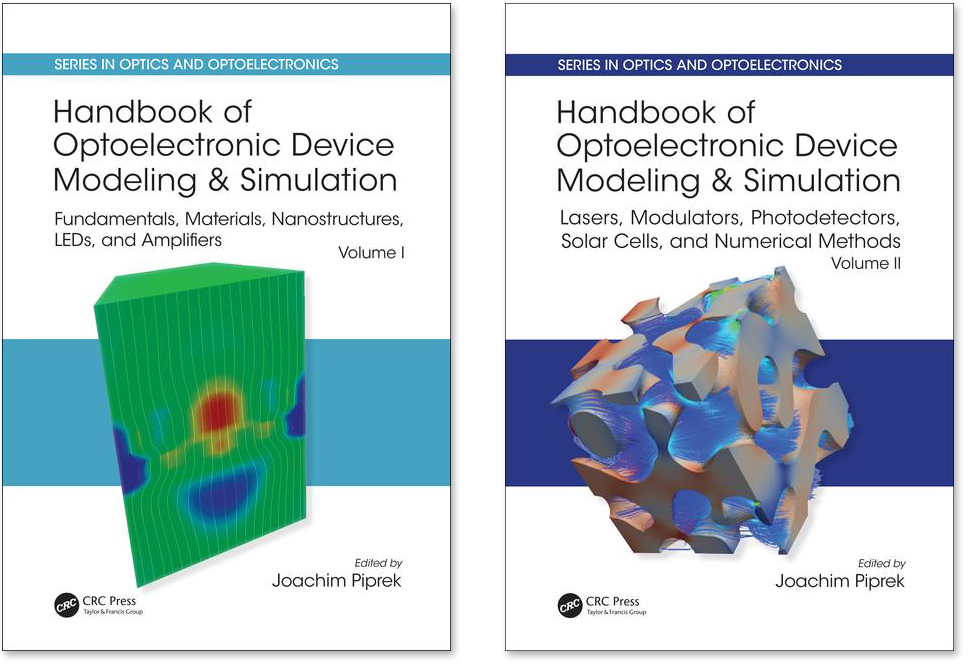 SERIES IN OPTICS AND OPTOELECTRONICS
Handbook of
Optoelectronic Device
Modeling & Simulation
Fundamentals, Materials, Nanostructures,
LEDs, and Amplifiers
Volume I
Edited by
Joachim Piprek
CRC
CRC Press
Taylor & Francis Group
SERIES IN OPTICS AND OPTOELECTRONICS
Handbook of
Optoelectronic Device
Modeling & Simulation
Lasers, Modulators, Photodetectors,
Solar Cells, and Numerical Methods
Volume II
Edited by
Joachim Piprek
CRC
CRC Press
Taylor & Francis Group